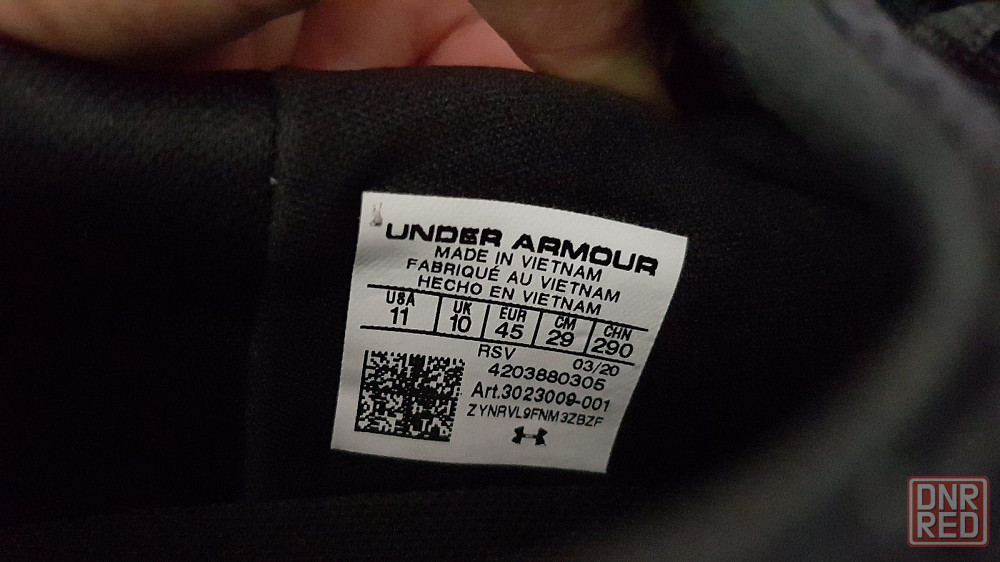 UNDER ARMOUR
MADE IN VIETNAM
FABRIQUÉ AU VIETNAM
HECHO EN VIETNAM
USA UK EUR CM CHN
11 10 45 29 290
RSV 03/20
4203880305
Art.3023009-001
ZYNRVL9FNM3ZBZF
DNR
RED